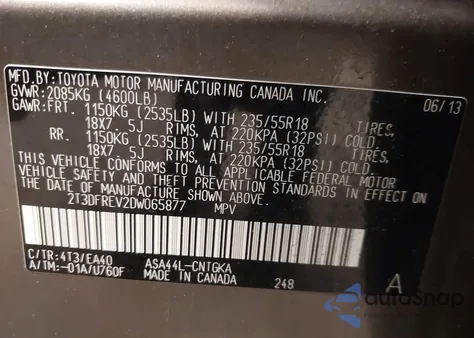 MFD.BY:TOYOTA MOTOR MANUFACTURING CANADA INC.
GVWR:2085KG (4600LB) 06/13
GAWR:FRT. 1150KG (2535LB) WITH 235/55R18 TIRES,
18X7 5J RIMS, AT 220KPA (32PSI) COLD.
RR. 1150KG (2535LB) WITH 235/55R18 TIRES,
18X7 5J RIMS, AT 220KPA (32PSI) COLD.
THIS VEHICLE CONFORMS TO ALL APPLICABLE FEDERAL MOTOR
VEHICLE SAFETY AND THEFT PREVENTION STANDARDS IN EFFECT ON
THE DATE OF MANUFACTURE SHOWN ABOVE.
2T3DFREV2DW065877 MPV
C/TR:4T3/EA40 ASA44L-CNTGKA
A/TM:-01A/U760F MADE IN CANADA 248 A
autosnap